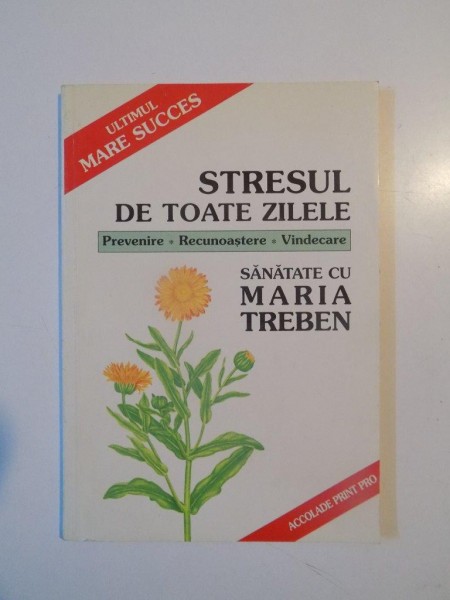 ULTIMUL
MARE SUCCES
STRESUL
DE TOATE ZILELE
Prevenire • Recunoaștere • Vindecare
SĂNĂTATE CU
MARIA
TREBEN
ACCOLADE PRINT PRO